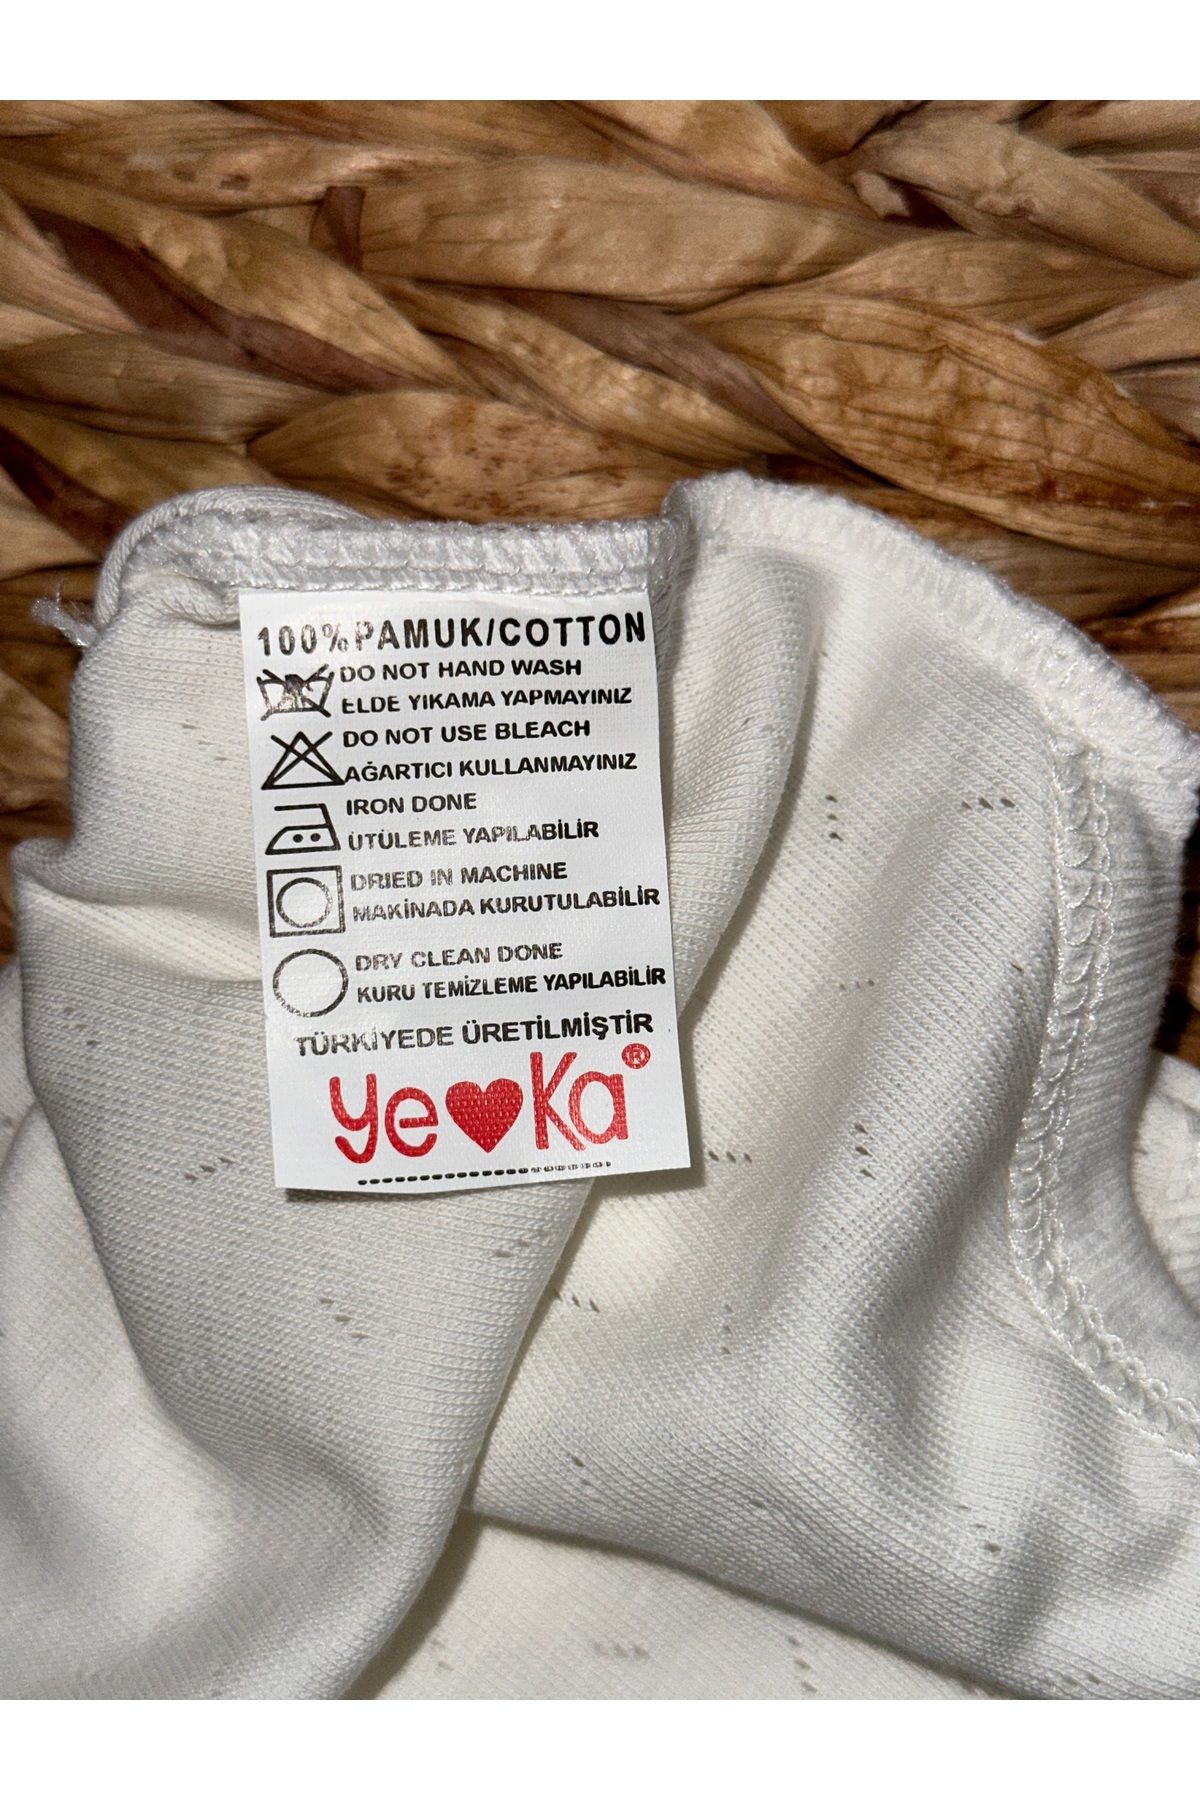 100% PAMUK/COTTON
DO NOT HAND WASH
ELDE YIKAMA YAPMAYINIZ
DO NOT USE BLEACH
AĞARTICI KULLANMAYINIZ
IRON DONE
ÜTÜLEME YAPILABİLİR
DRIED IN MACHINE
MAKİNADA KURUTULABİLİR
DRY CLEAN DONE
KURU TEMİZLEME YAPILABİLİR
TÜRKİYEDE ÜRETİLMİŞTİR
ye♥Ka®